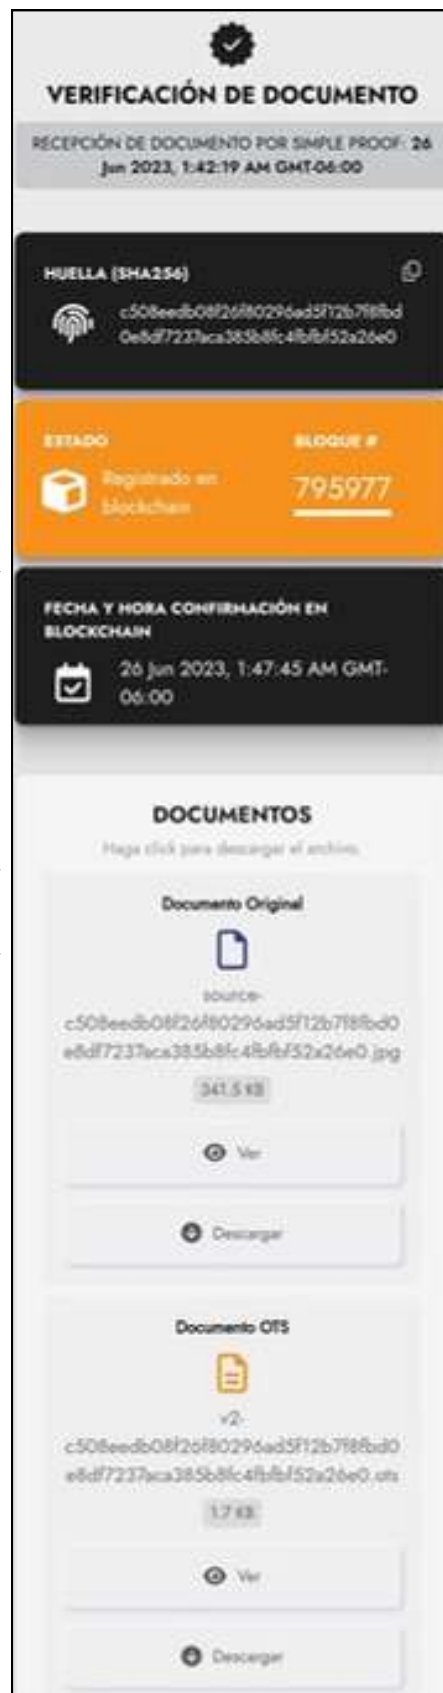 VERIFICACIÓN DE DOCUMENTO
RECEPCIÓN DE DOCUMENTO POR SIMPLE PROOF: 26
Jun 2023, 1:42:19 AM GMT-06:00
HUELLA (SHA256)
c508eedb08f26f80296ad5f12b7f8fbd
0e8df7237aca385b8fc4fbfbf52a26e0
ESTADO
BLOQUE #
Registrado en
blockchain
795977
FECHA Y HORA CONFIRMACIÓN EN
BLOCKCHAIN
26 Jun 2023, 1:47:45 AM GMT-
06:00
DOCUMENTOS
Haga click para descargar el archivo.
Documento Original
source-
c508eedb08f26f80296ad5f12b7f8fbd0
e8df7237aca385b8fc4fbfbf52a26e0.jpg
341.5 KB
Ver
Descargar
Documento OTS
v2-
c508eedb08f26f80296ad5f12b7f8fbd0
e8df7237aca385b8fc4fbfbf52a26e0.ots
1.7 KB
Ver
Descargar